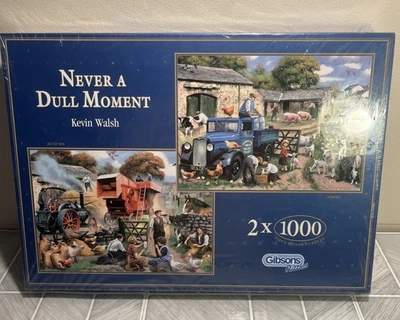 NEVER A
DULL MOMENT
Kevin Walsh
2 x 1000
Gibsons